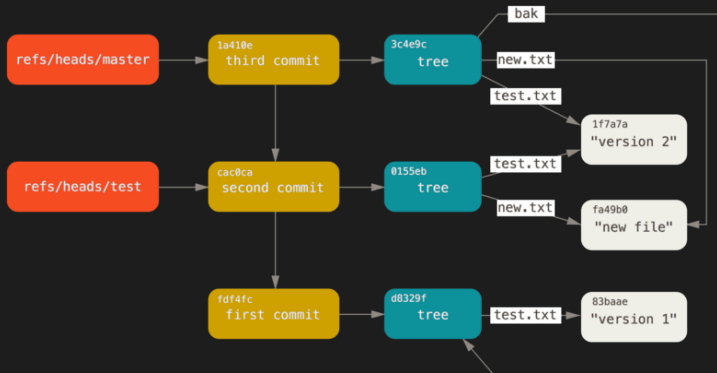 bak
refs/heads/master
1a410e
third commit
3c4e9c
tree
new.txt
test.txt
1f7a7a
"version 2"
refs/heads/test
cac0ca
second commit
0155eb
tree
test.txt
new.txt
fa49b0
"new file"
fdf4fc
first commit
d8329f
tree
test.txt
83baae
"version 1"